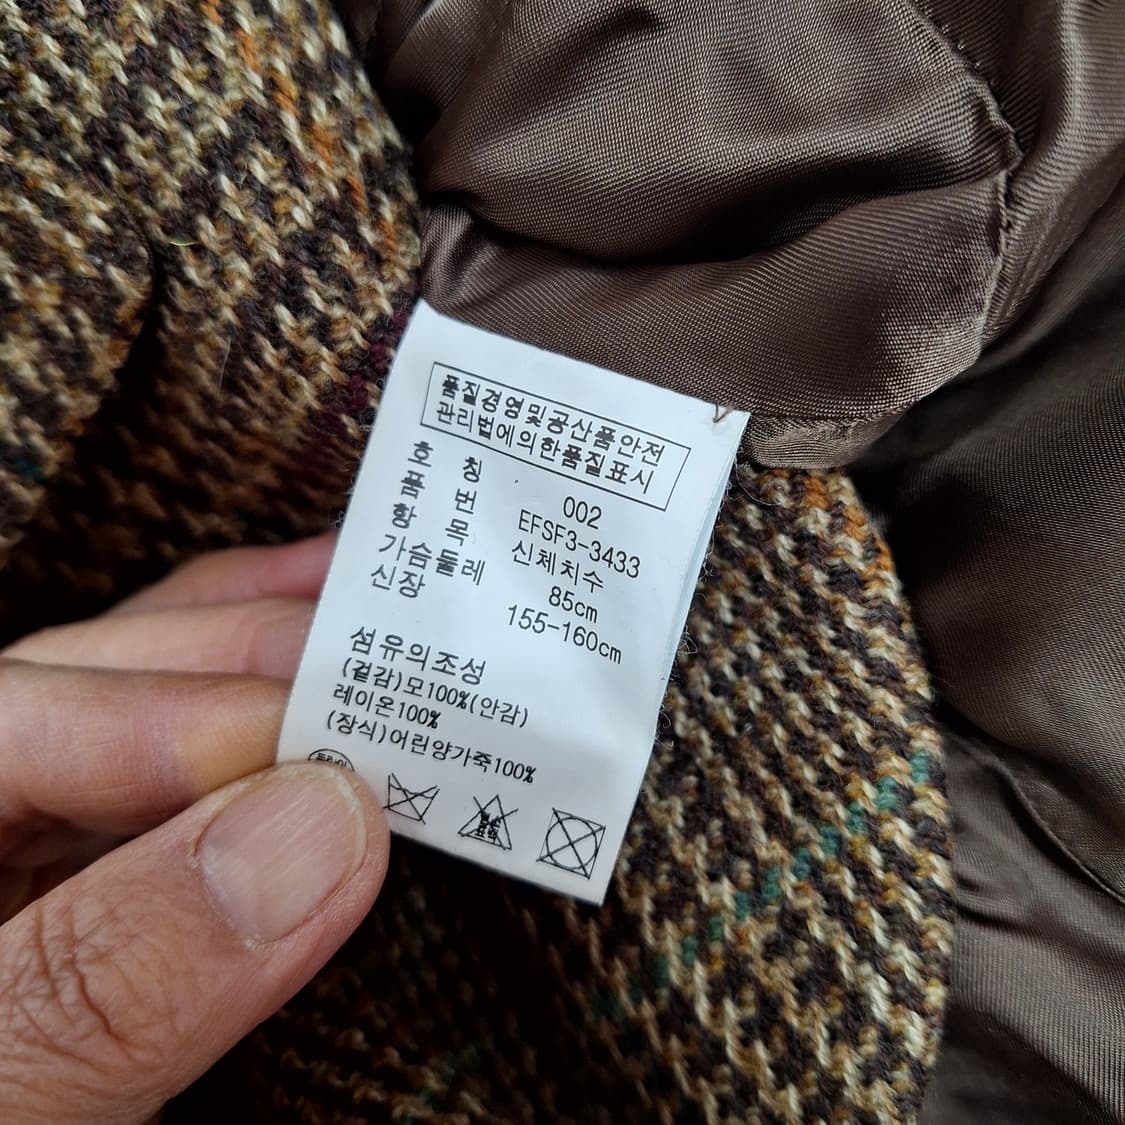 품질경영및공산품안전
관리법에의한품질표시
호 칭 002
품 번 EFSF3-3433
항 목 신체치수
가슴둘레 85cm
신장 155-160cm
섬유의조성
(겉감)모100%(안감)
레이온100%
(장식)어린양가죽100%